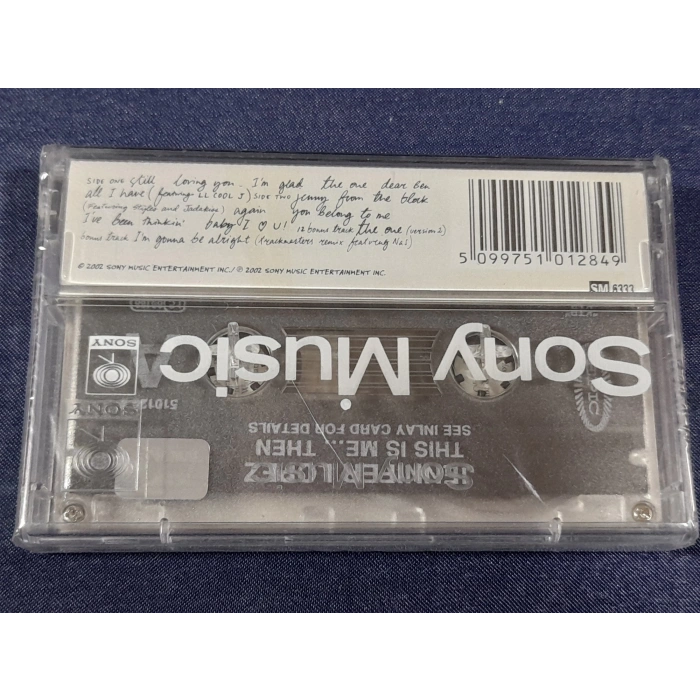 SIDE ONE still loving you. I'm glad the one dear ben
all I have (featuring LL COOL J) SIDE TWO jenny from the block
(Featuring Styles and Jadakiss) again you belong to me
I've been thinkin' baby I ♡ U! 12 bonus track the one (version 2)
bonus track I'm gonna be alright (trackmasters remix featuring Nas)
© 2002 SONY MUSIC ENTERTAINMENT INC./ ℗ 2002 SONY MUSIC ENTERTAINMENT INC.
5 099751 012849
SM 6333
Sony Music
SONY
SONY
SEE INLAY CARD FOR DETAILS
THIS IS ME... THEN
JENNIFER LOPEZ